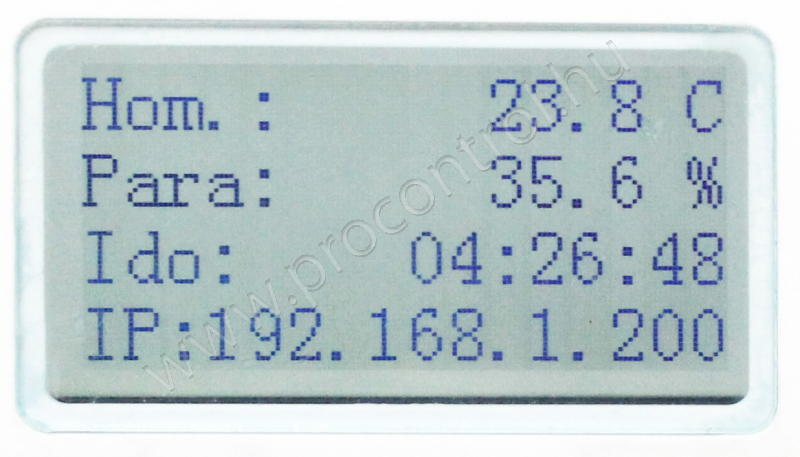 Hom.: 23.8 C
Para: 35.6 %
Ido: 04:26:48
IP:192.168.1.200
www.procontrol.hu